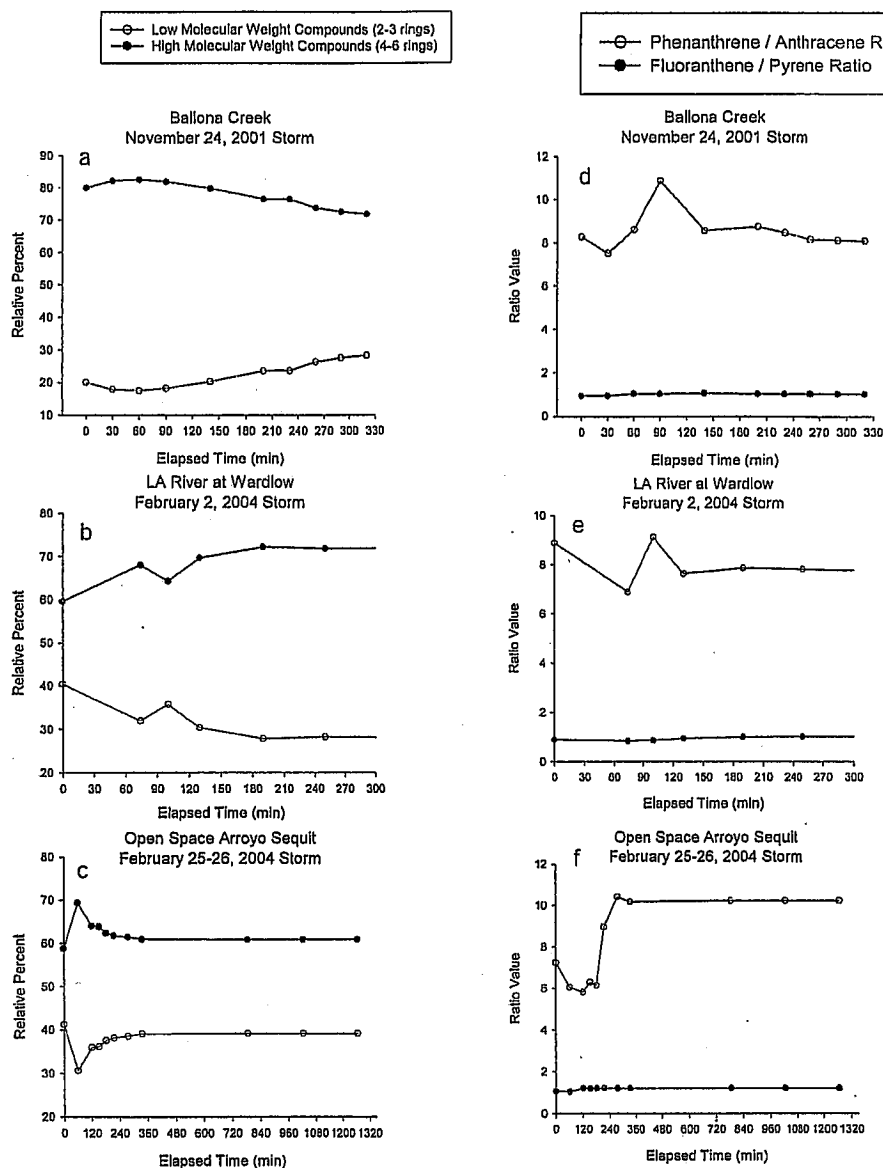 Low Molecular Weight Compounds (2-3 rings)
High Molecular Weight Compounds (4-6 rings)
Phenanthrene / Anthracene R
Fluoranthene / Pyrene Ratio
Ballona Creek
November 24, 2001 Storm
a
90
80
70
60
50
40
30
20
10
Relative Percent
0 30 60 90 120 150 180 210 240 270 300 330
Elapsed Time (min)
Ballona Creek
November 24, 2001 Storm
d
12
10
8
6
4
2
0
Ratio Value
0 30 60 90 120 150 180 210 240 270 300 330
Elapsed Time (min)
LA River at Wardlow
February 2, 2004 Storm
b
80
70
60
50
40
30
20
Relative Percent
0 30 60 90 120 150 180 210 240 270 300
Elapsed Time (min)
LA River at Wardlow
February 2, 2004 Storm
e
10
8
6
4
2
0
Ratio Value
0 30 60 90 120 150 180 210 240 270 300
Elapsed Time (min)
Open Space Arroyo Sequit
February 25-26, 2004 Storm
c
80
70
60
50
40
30
20
Relative Percent
0 120 240 360 480 600 720 840 960 1080 1200 1320
Elapsed Time (min)
Open Space Arroyo Sequit
February 25-26, 2004 Storm
f
12
10
8
6
4
2
0
Ratio Value
0 120 240 360 480 600 720 840 960 1080 1200 1320
Elapsed Time (min)